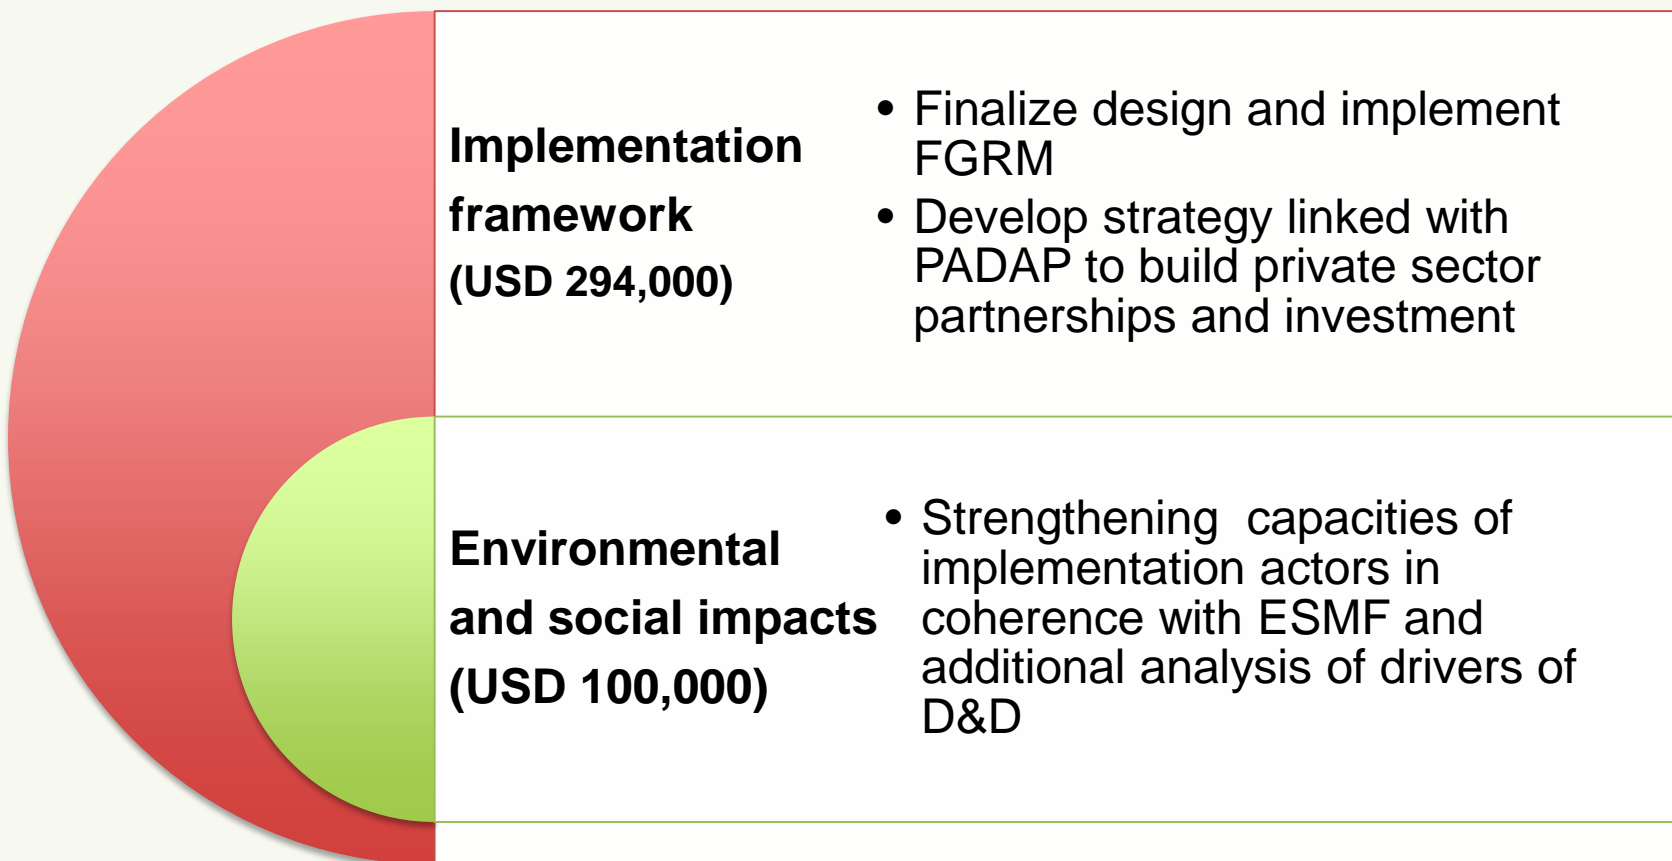 Implementation
framework
(USD 294,000)
• Finalize design and implement
FGRM
• Develop strategy linked with
PADAP to build private sector
partnerships and investment
Environmental
and social impacts
(USD 100,000)
• Strengthening  capacities of
implementation actors in
coherence with ESMF and
additional analysis of drivers of
D&D